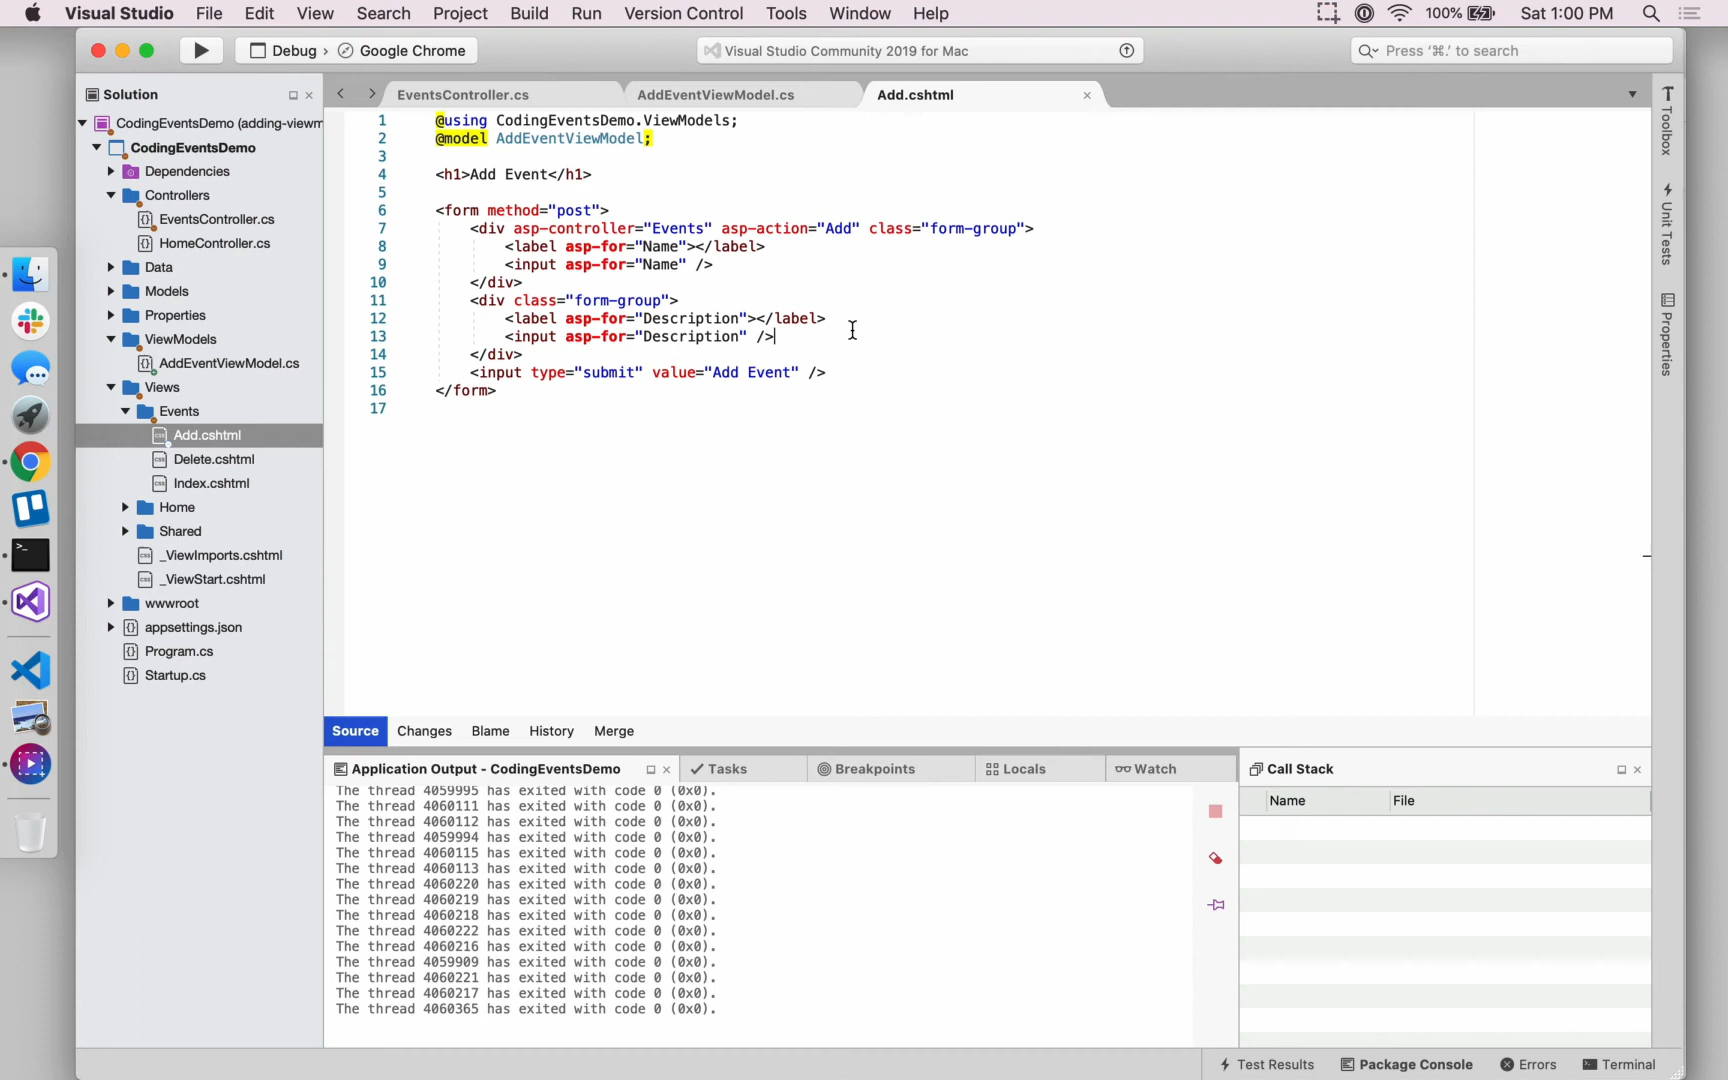 Visual Studio File Edit View Search Project Build Run Version Control Tools Window Help 100% Sat 1:00 PM
Debug › Google Chrome Visual Studio Community 2019 for Mac Press ‘⌘.’ to search
Solution
CodingEventsDemo (adding-viewm
CodingEventsDemo
Dependencies
Controllers
EventsController.cs
HomeController.cs
Data
Models
Properties
ViewModels
AddEventViewModel.cs
Views
Events
Add.cshtml
Delete.cshtml
Index.cshtml
Home
Shared
_ViewImports.cshtml
_ViewStart.cshtml
wwwroot
appsettings.json
Program.cs
Startup.cs
EventsController.cs AddEventViewModel.cs Add.cshtml
1 @using CodingEventsDemo.ViewModels;
2 @model AddEventViewModel;
3
4 <h1>Add Event</h1>
5
6 <form method="post">
7 <div asp-controller="Events" asp-action="Add" class="form-group">
8 <label asp-for="Name"></label>
9 <input asp-for="Name" />
10 </div>
11 <div class="form-group">
12 <label asp-for="Description"></label>
13 <input asp-for="Description" />
14 </div>
15 <input type="submit" value="Add Event" />
16 </form>
17
Toolbox
Unit Tests
Properties
Source Changes Blame History Merge
Application Output - CodingEventsDemo Tasks Breakpoints Locals Watch
The thread 4059995 has exited with code 0 (0x0).
The thread 4060111 has exited with code 0 (0x0).
The thread 4060112 has exited with code 0 (0x0).
The thread 4059994 has exited with code 0 (0x0).
The thread 4060115 has exited with code 0 (0x0).
The thread 4060113 has exited with code 0 (0x0).
The thread 4060220 has exited with code 0 (0x0).
The thread 4060219 has exited with code 0 (0x0).
The thread 4060218 has exited with code 0 (0x0).
The thread 4060222 has exited with code 0 (0x0).
The thread 4060216 has exited with code 0 (0x0).
The thread 4059909 has exited with code 0 (0x0).
The thread 4060221 has exited with code 0 (0x0).
The thread 4060217 has exited with code 0 (0x0).
The thread 4060365 has exited with code 0 (0x0).
Call Stack
Name File
Test Results Package Console Errors Terminal